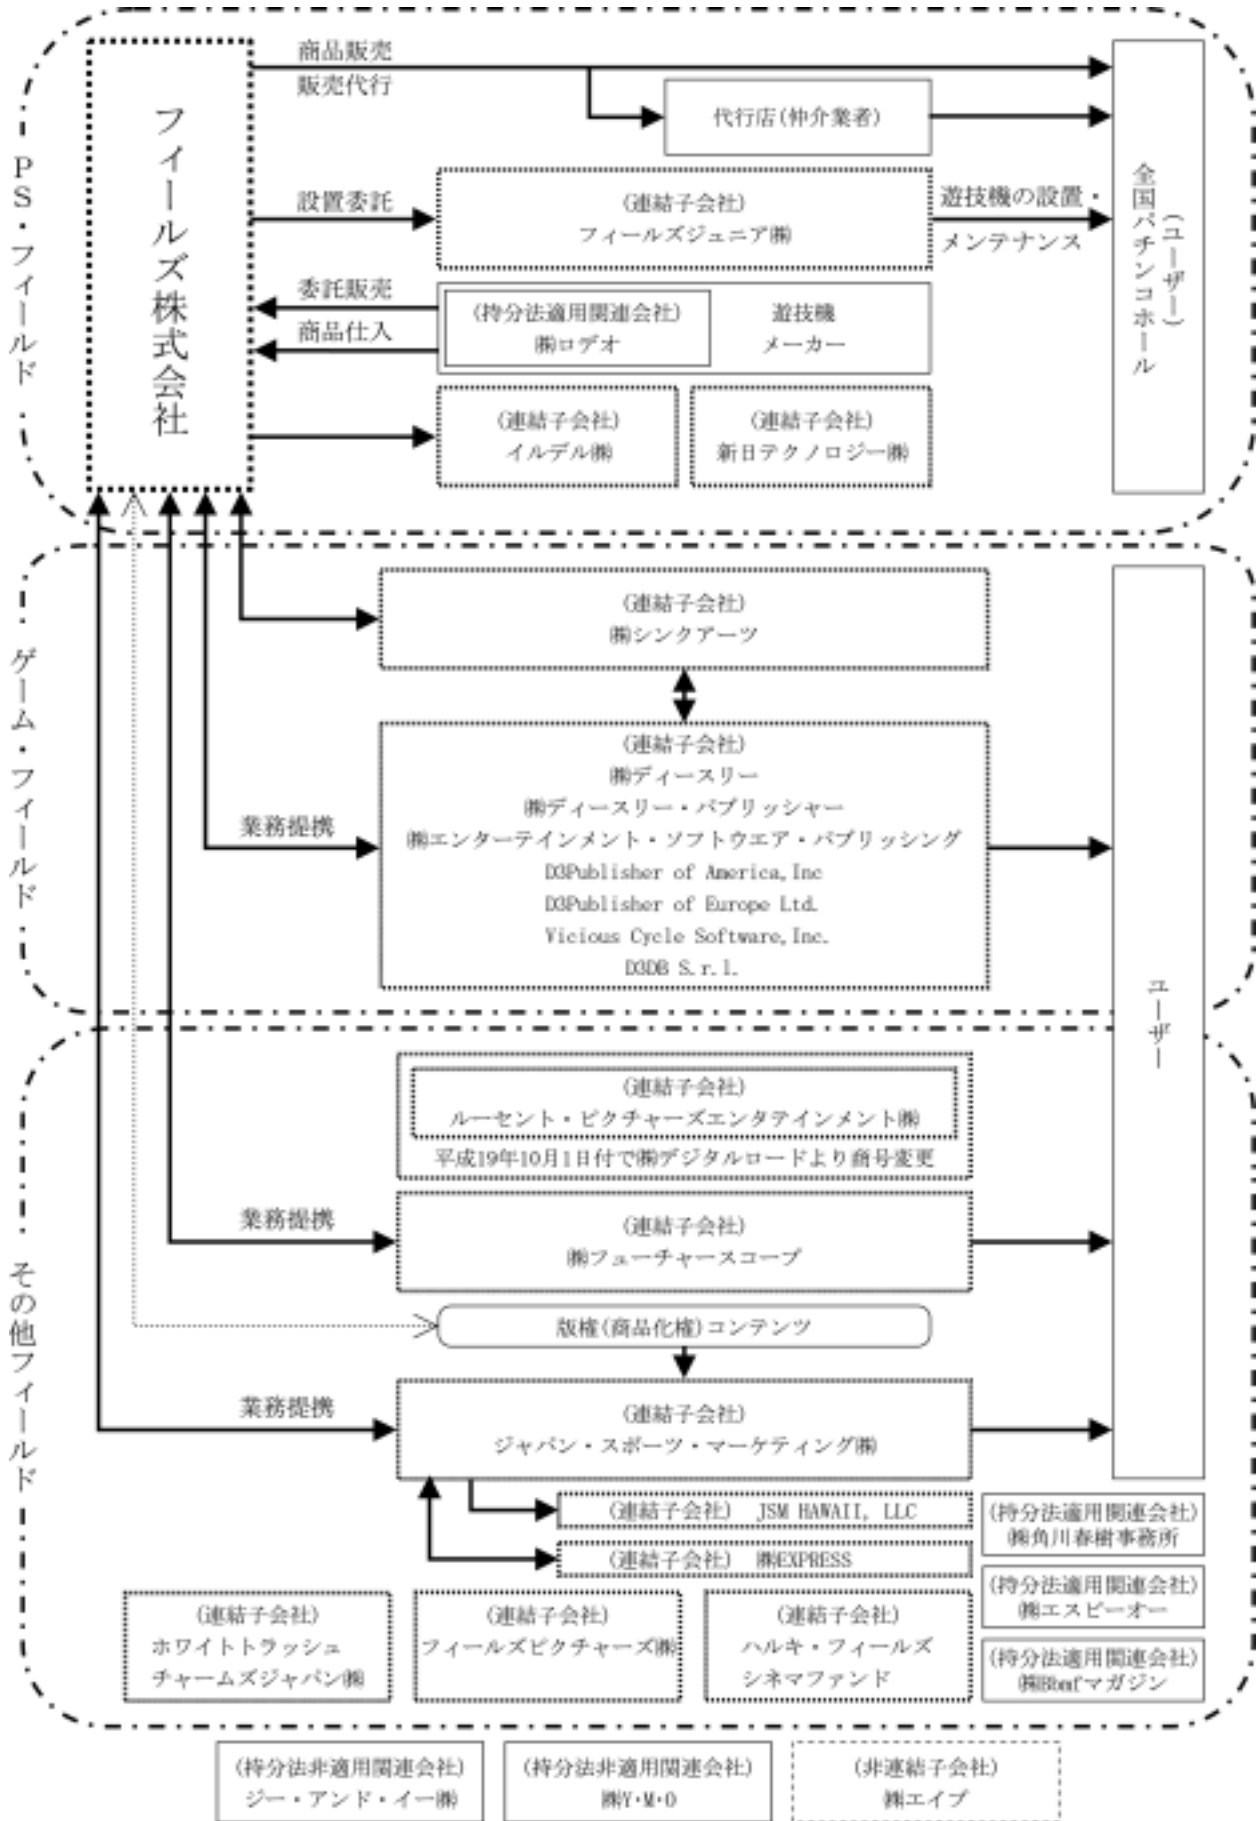 PS・フィールド
フィールズ株式会社
商品販売
販売代行
代行店(仲介業者)
設置委託
(連結子会社)
フィールズジュニア㈱
遊技機の設置・
メンテナンス
全国パチンコホール
(ユーザー)
委託販売
商品仕入
(持分法適用関連会社)
㈱ロデオ
遊技機
メーカー
(連結子会社)
イルデル㈱
(連結子会社)
新日テクノロジー㈱
ゲーム・フィールド
(連結子会社)
㈱シンクアーツ
業務提携
(連結子会社)
㈱ディースリー
㈱ディースリー・パブリッシャー
㈱エンターテインメント・ソフトウエア・パブリッシング
D3Publisher of America,Inc
D3Publisher of Europe Ltd.
Vicious Cycle Software,Inc.
D3DB S.r.l.
ユーザー
その他フィールド
(連結子会社)
ルーセント・ピクチャーズエンタテインメント㈱
平成19年10月1日付で㈱デジタルロードより商号変更
業務提携
(連結子会社)
㈱フューチャースコープ
版権(商品化権)コンテンツ
業務提携
(連結子会社)
ジャパン・スポーツ・マーケティング㈱
(連結子会社) JSM HAWAII, LLC
(連結子会社) ㈱EXPRESS
(持分法適用関連会社)
㈱角川春樹事務所
(持分法適用関連会社)
㈱エスピーオー
(持分法適用関連会社)
㈱Bbmfマガジン
(連結子会社)
ホワイトトラッシュ
チャームズジャパン㈱
(連結子会社)
フィールズピクチャーズ㈱
(連結子会社)
ハルキ・フィールズ
シネマファンド
(持分法非適用関連会社)
ジー・アンド・イー㈱
(持分法非適用関連会社)
㈱Y・M・O
(非連結子会社)
㈱エイプ